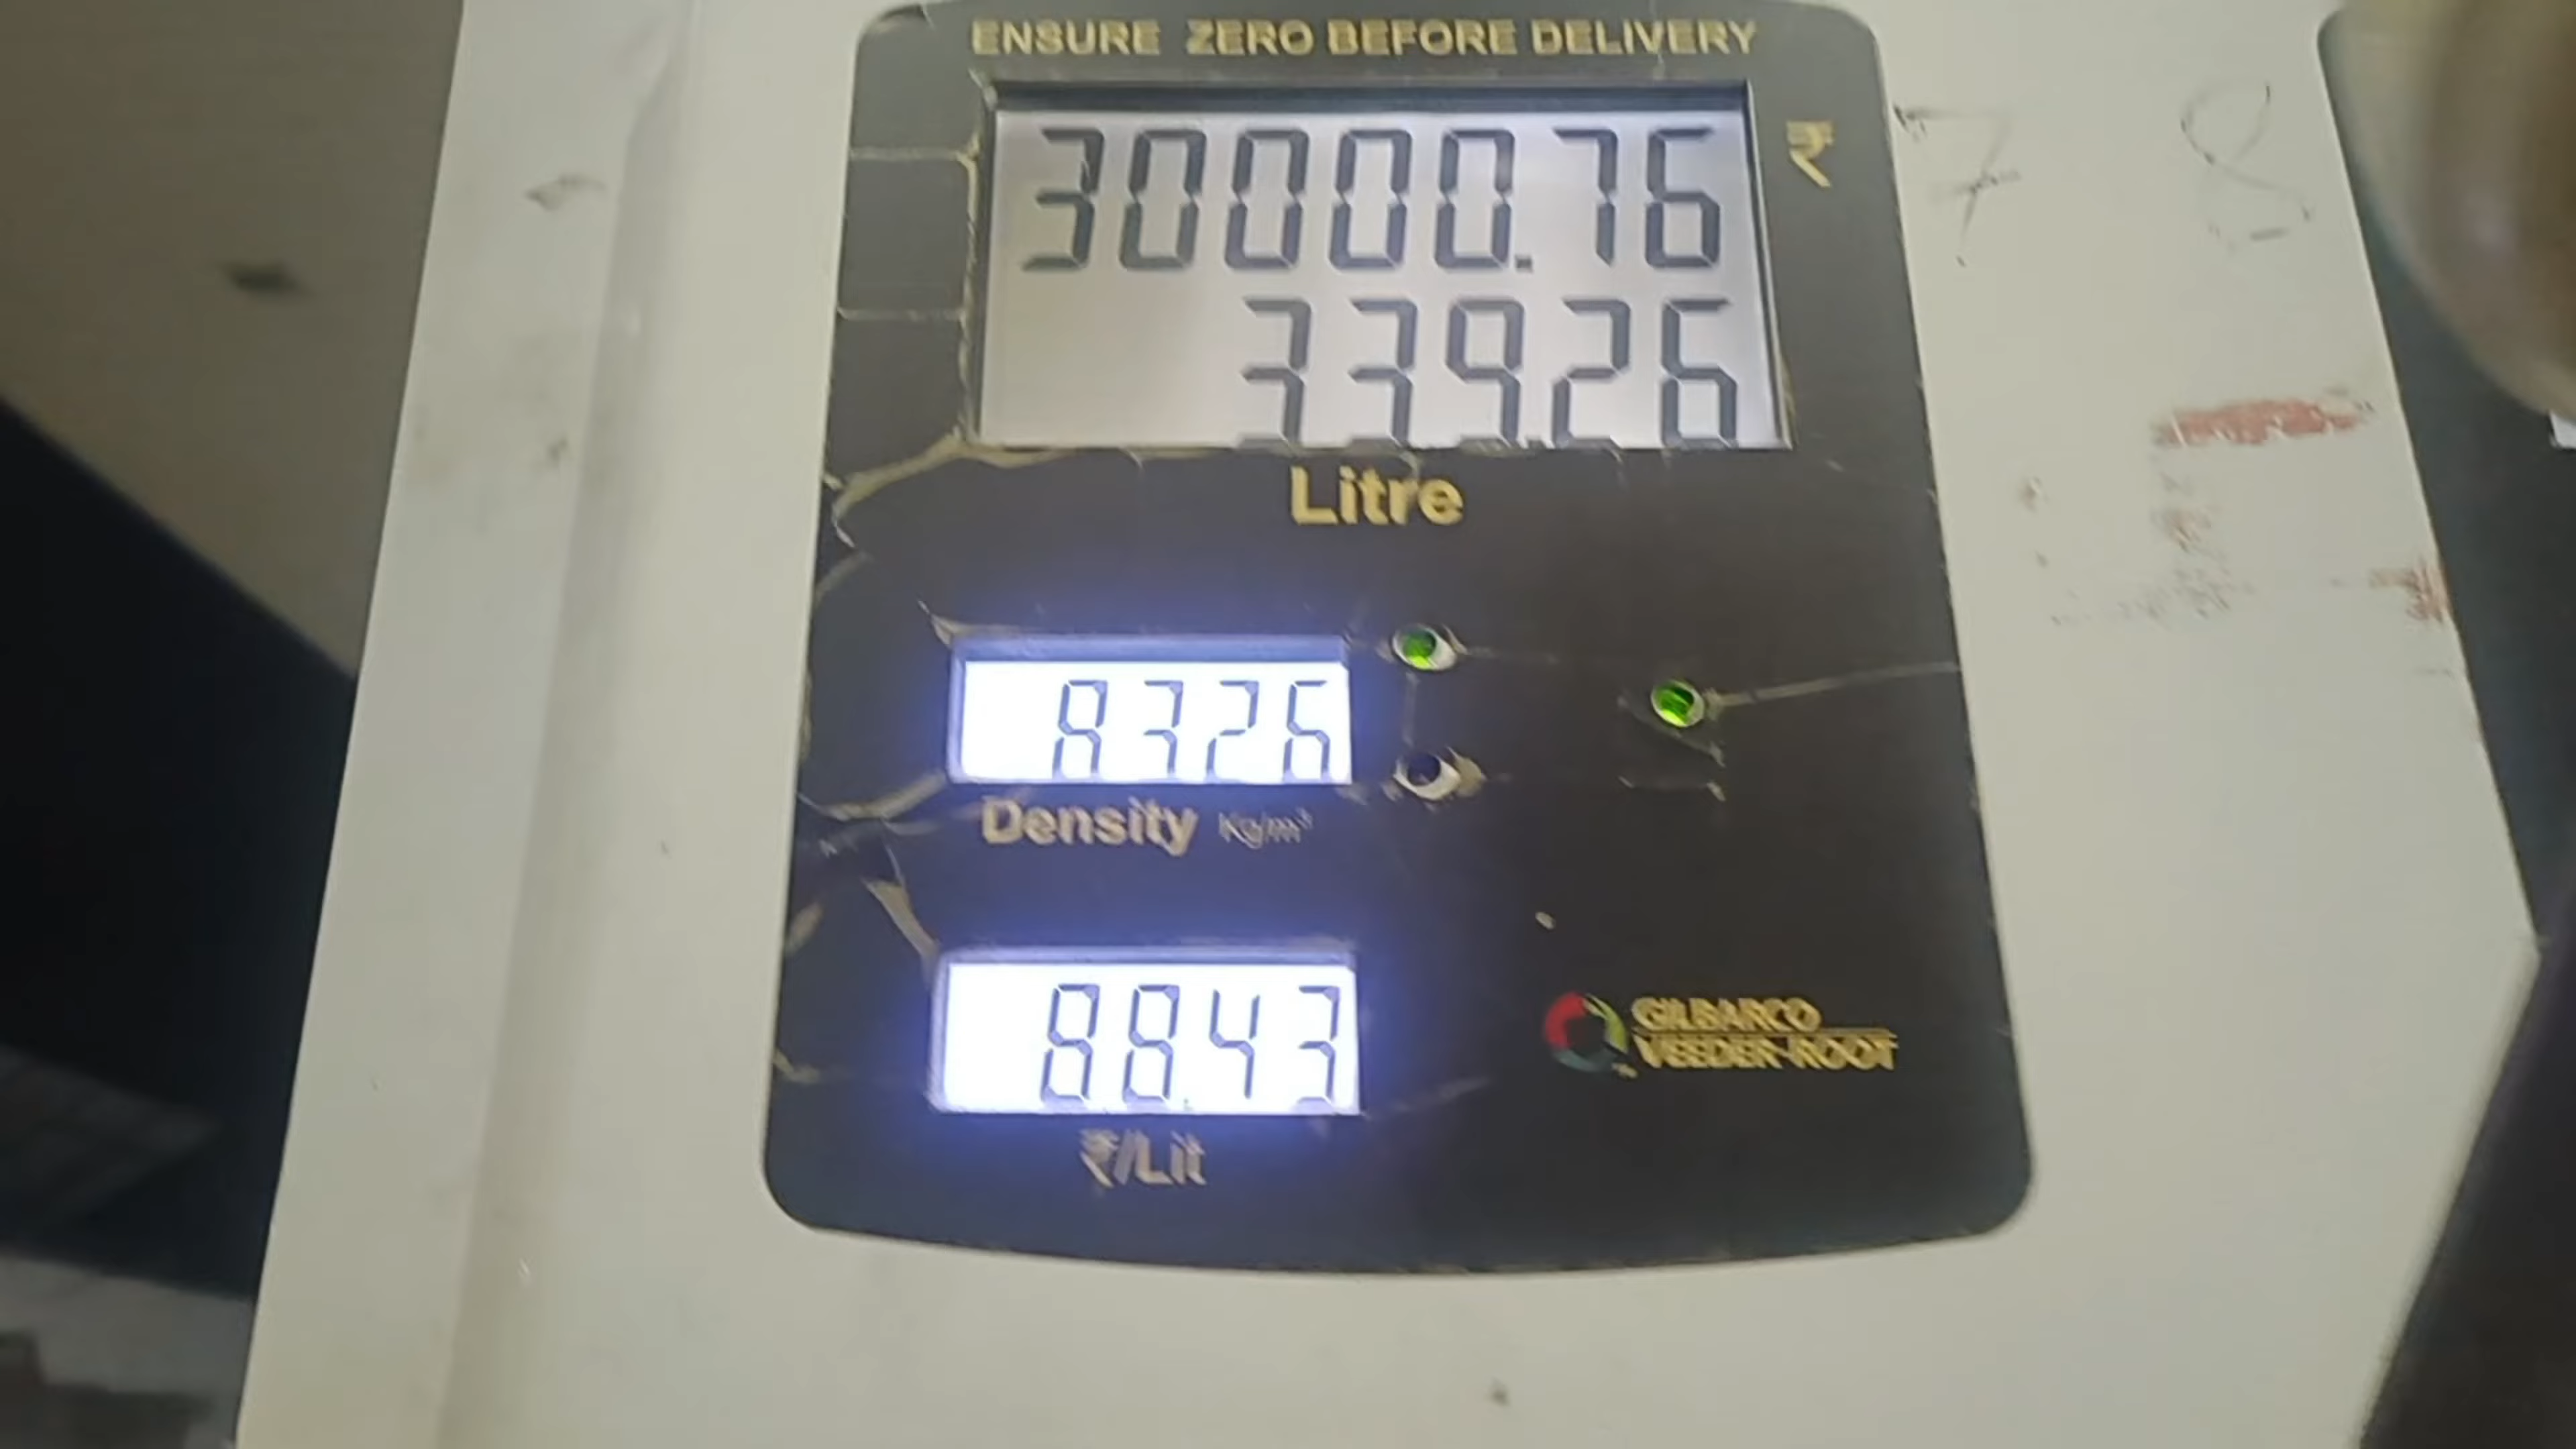 ENSURE ZERO BEFORE DELIVERY
30000.76 ₹
339.26
Litre
832.6
Density Kg/m³
88.43
₹/Lit
GILBARCO
VEEDER-ROOT